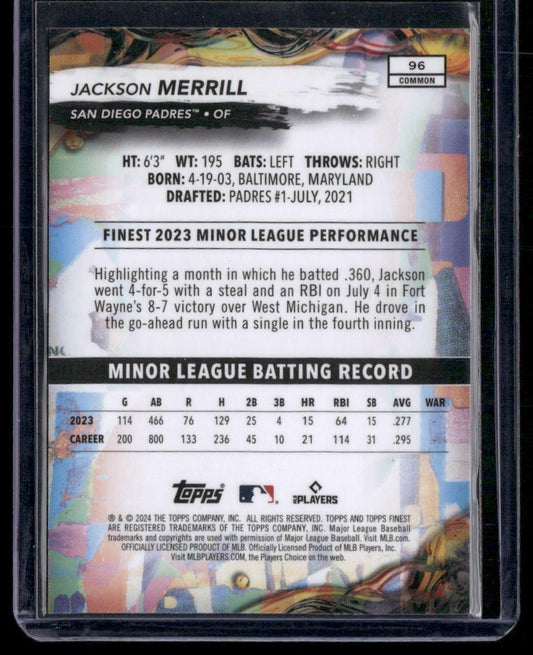 JACKSON MERRILL
96
COMMON
SAN DIEGO PADRES™ • OF
HT: 6'3" WT: 195 BATS: LEFT THROWS: RIGHT
BORN: 4-19-03, BALTIMORE, MARYLAND
DRAFTED: PADRES #1-JULY, 2021
FINEST 2023 MINOR LEAGUE PERFORMANCE
Highlighting a month in which he batted .360, Jackson
went 4-for-5 with a steal and an RBI on July 4 in Fort
Wayne's 8-7 victory over West Michigan. He drove in
the go-ahead run with a single in the fourth inning.
MINOR LEAGUE BATTING RECORD
G AB R H 2B 3B HR RBI SB AVG WAR
2023 114 466 76 129 25 4 15 64 15 .277
CAREER 200 800 133 236 45 10 21 114 31 .295
Topps
PLAYERS
® & © 2024 THE TOPPS COMPANY, INC. ALL RIGHTS RESERVED. TOPPS AND TOPPS FINEST
ARE REGISTERED TRADEMARKS OF THE TOPPS COMPANY, INC. Major League Baseball
trademarks and copyrights are used with permission of Major League Baseball. Visit MLB.com.
OFFICIALLY LICENSED PRODUCT OF MLB. Officially Licensed Product of MLB Players, Inc.
Visit MLBPLAYERS.COM, the Players Choice on the web.